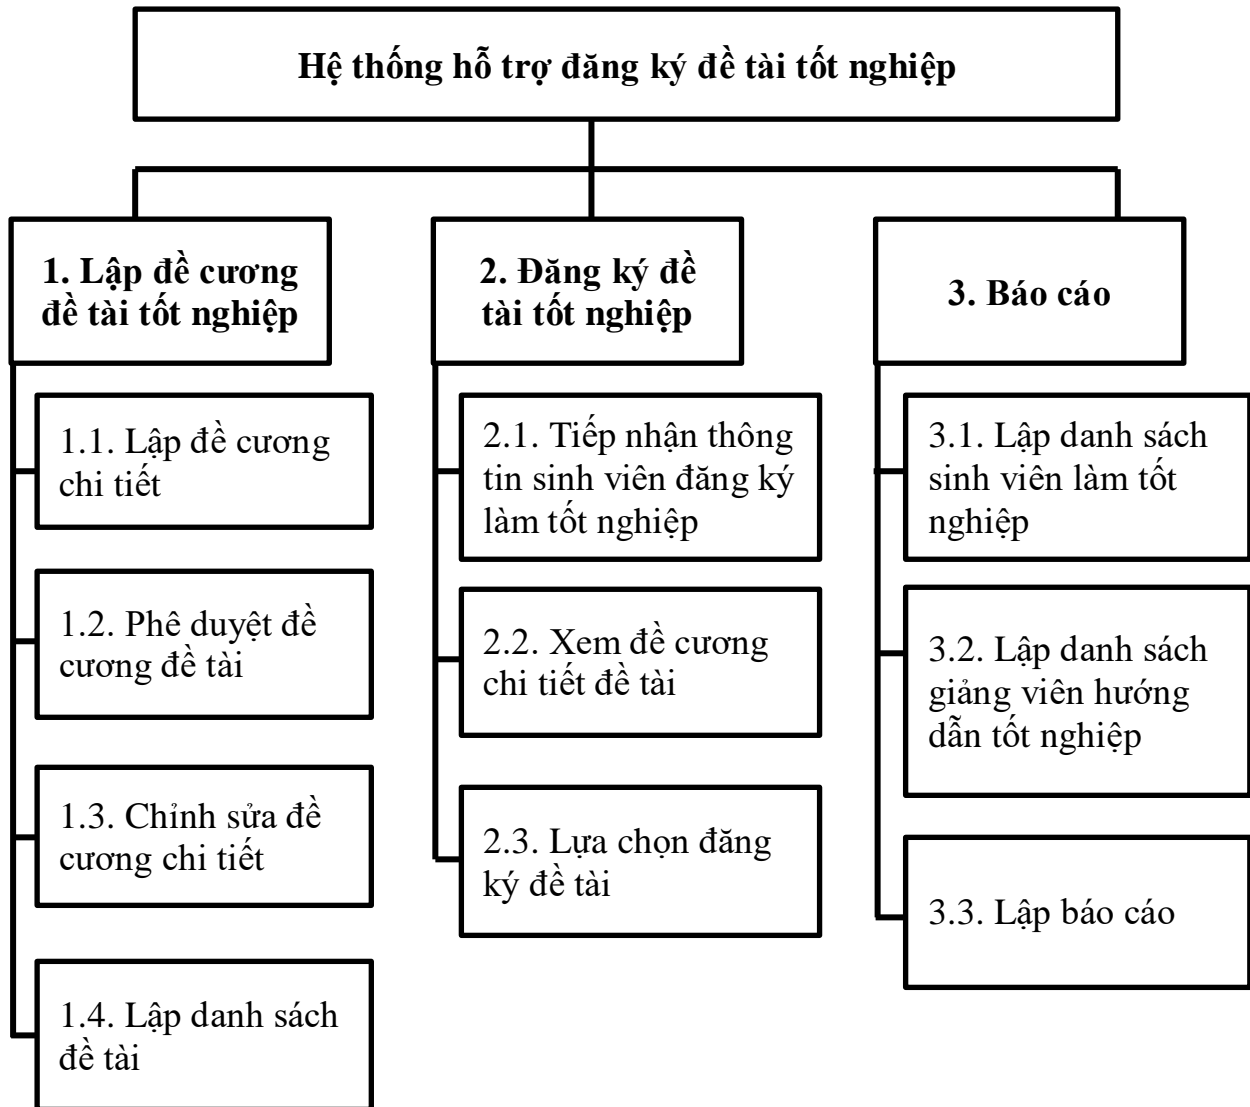 Hệ thống hỗ trợ đăng ký đề tài tốt nghiệp
1. Lập đề cương
đề tài tốt nghiệp
1.1. Lập đề cương
chi tiết
1.2. Phê duyệt đề
cương đề tài
1.3. Chỉnh sửa đề
cương chi tiết
1.4. Lập danh sách
đề tài
2. Đăng ký đề
tài tốt nghiệp
2.1. Tiếp nhận thông
tin sinh viên đăng ký
làm tốt nghiệp
2.2. Xem đề cương
chi tiết đề tài
2.3. Lựa chọn đăng
ký đề tài
3. Báo cáo
3.1. Lập danh sách
sinh viên làm tốt
nghiệp
3.2. Lập danh sách
giảng viên hướng
dẫn tốt nghiệp
3.3. Lập báo cáo